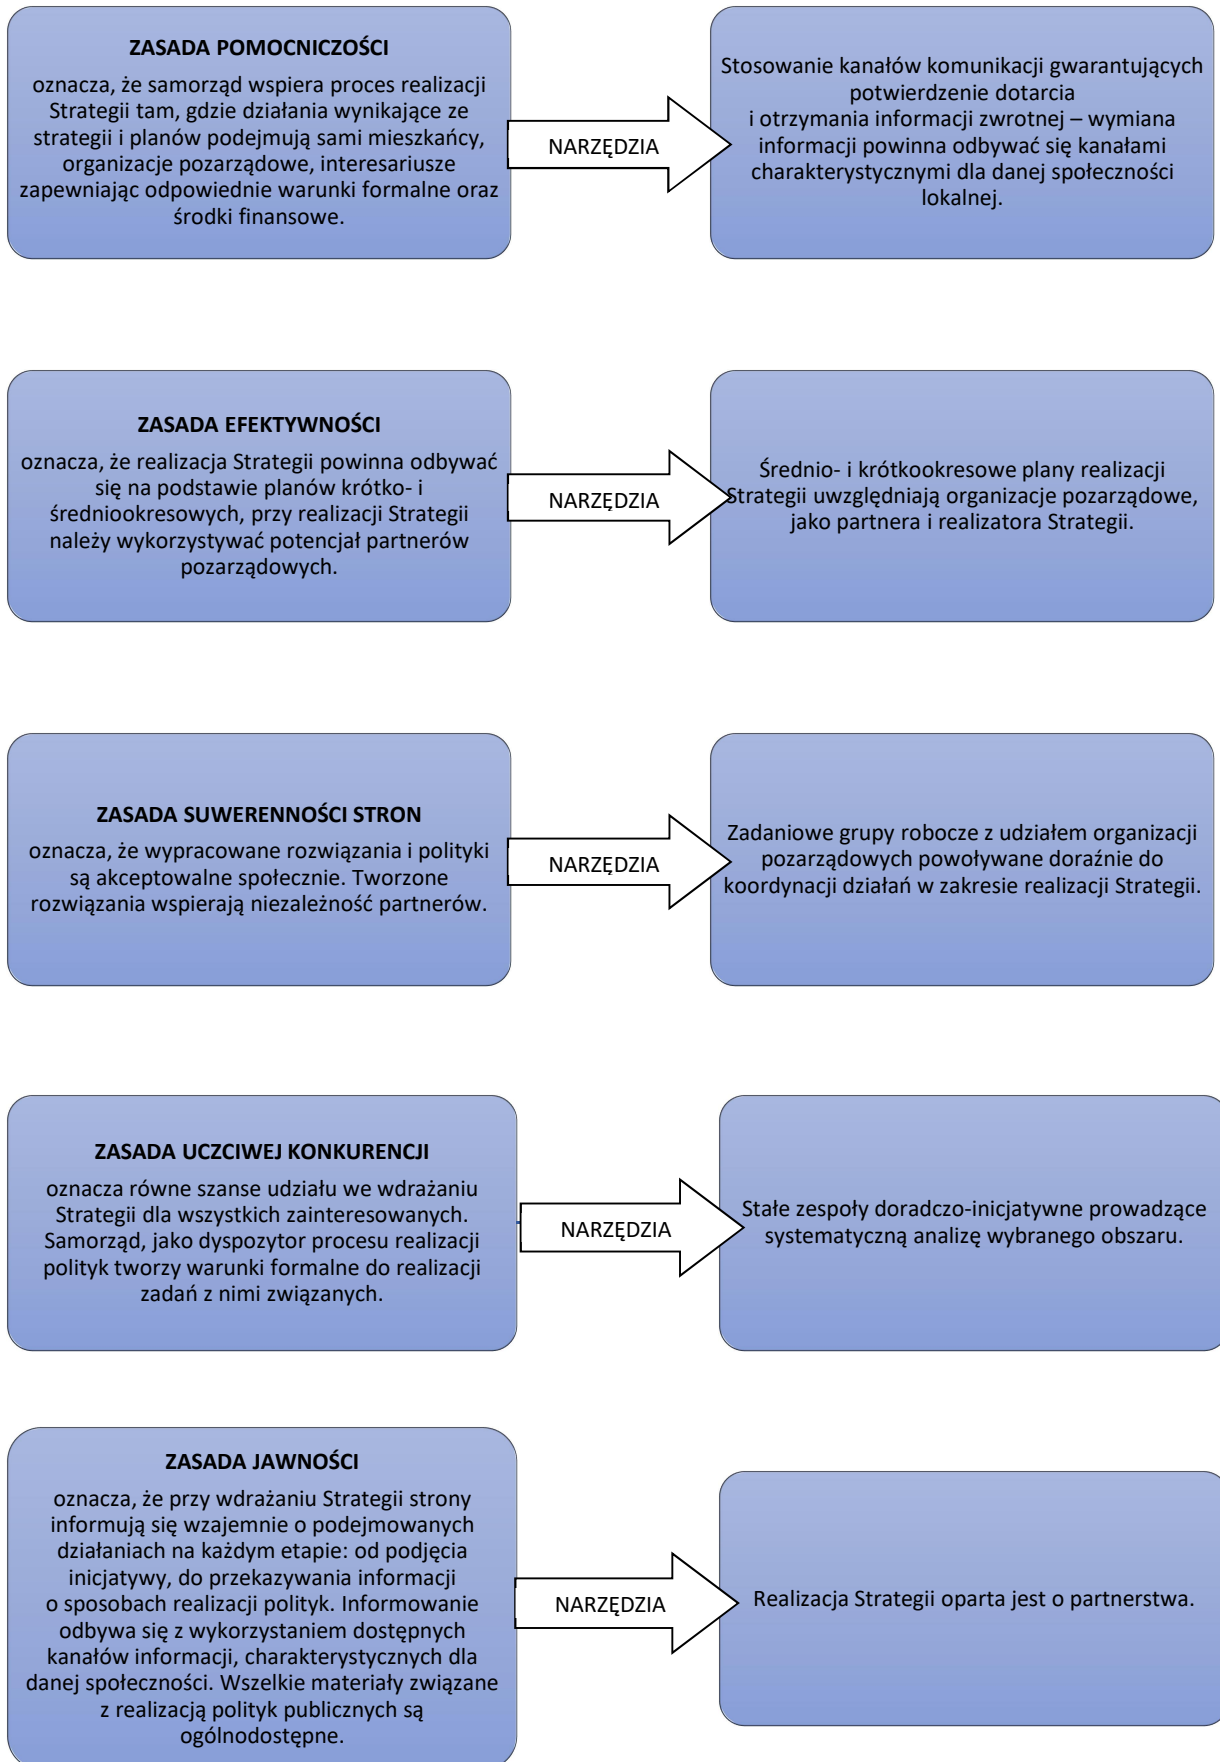 ZASADA POMOCNICZOŚCI
oznacza, że samorząd wspiera proces realizacji
Strategii tam, gdzie działania wynikające ze
strategii i planów podejmują sami mieszkańcy,
organizacje pozarządowe, interesariusze
zapewniając odpowiednie warunki formalne oraz
środki finansowe.
NARZĘDZIA
Stosowanie kanałów komunikacji gwarantujących
potwierdzenie dotarcia
i otrzymania informacji zwrotnej – wymiana
informacji powinna odbywać się kanałami
charakterystycznymi dla danej społeczności
lokalnej.
ZASADA EFEKTYWNOŚCI
oznacza, że realizacja Strategii powinna odbywać
się na podstawie planów krótko- i
średniookresowych, przy realizacji Strategii
należy wykorzystywać potencjał partnerów
pozarządowych.
NARZĘDZIA
Średnio- i krótkookresowe plany realizacji
Strategii uwzględniają organizacje pozarządowe,
jako partnera i realizatora Strategii.
ZASADA SUWERENNOŚCI STRON
oznacza, że wypracowane rozwiązania i polityki
są akceptowalne społecznie. Tworzone
rozwiązania wspierają niezależność partnerów.
NARZĘDZIA
Zadaniowe grupy robocze z udziałem organizacji
pozarządowych powoływane doraźnie do
koordynacji działań w zakresie realizacji Strategii.
ZASADA UCZCIWEJ KONKURENCJI
oznacza równe szanse udziału we wdrażaniu
Strategii dla wszystkich zainteresowanych.
Samorząd, jako dyspozytor procesu realizacji
polityk tworzy warunki formalne do realizacji
zadań z nimi związanych.
NARZĘDZIA
Stałe zespoły doradczo-inicjatywne prowadzące
systematyczną analizę wybranego obszaru.
ZASADA JAWNOŚCI
oznacza, że przy wdrażaniu Strategii strony
informują się wzajemnie o podejmowanych
działaniach na każdym etapie: od podjęcia
inicjatywy, do przekazywania informacji
o sposobach realizacji polityk. Informowanie
odbywa się z wykorzystaniem dostępnych
kanałów informacji, charakterystycznych dla
danej społeczności. Wszelkie materiały związane
z realizacją polityk publicznych są
ogólnodostępne.
NARZĘDZIA
Realizacja Strategii oparta jest o partnerstwa.